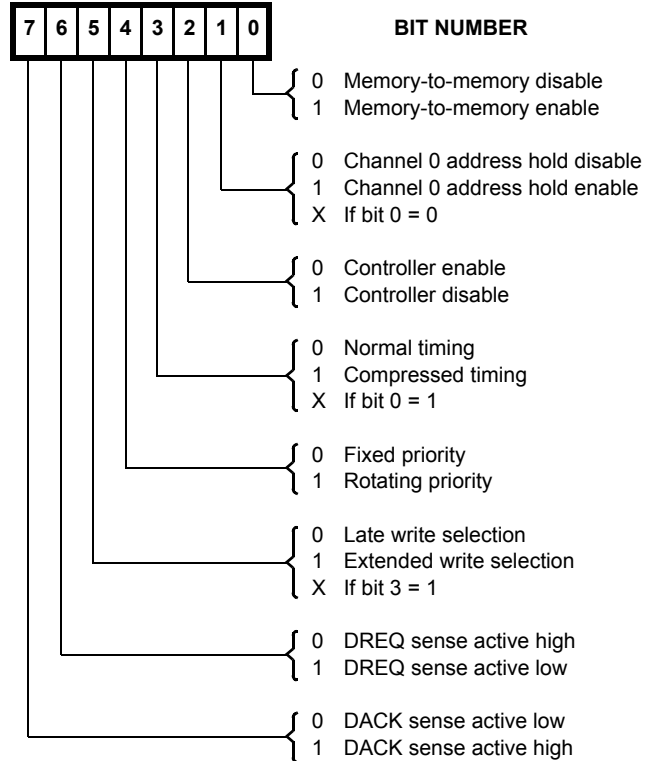 7 6 5 4 3 2 1 0 BIT NUMBER
0 Memory-to-memory disable
1 Memory-to-memory enable
0 Channel 0 address hold disable
1 Channel 0 address hold enable
X If bit 0 = 0
0 Controller enable
1 Controller disable
0 Normal timing
1 Compressed timing
X If bit 0 = 1
0 Fixed priority
1 Rotating priority
0 Late write selection
1 Extended write selection
X If bit 3 = 1
0 DREQ sense active high
1 DREQ sense active low
0 DACK sense active low
1 DACK sense active high